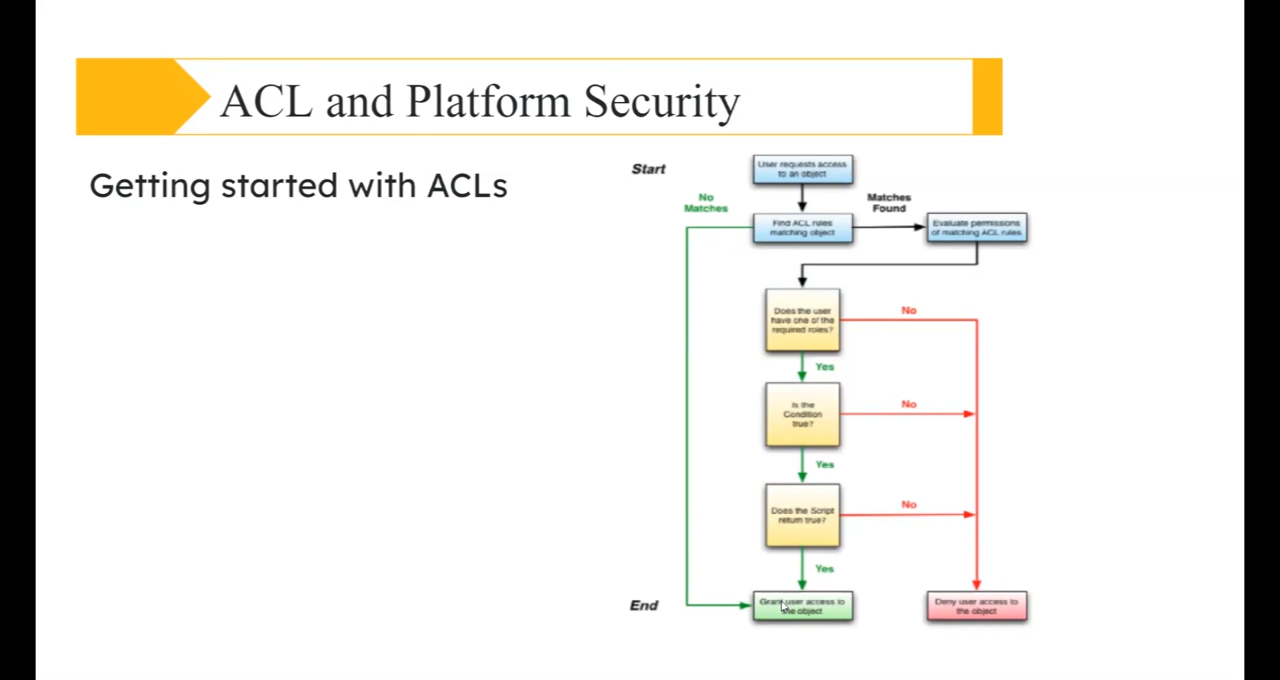 ACL and Platform Security
Getting started with ACLs
Start
User requests access
to an object
No
Matches
Find ACL rules
matching object
Matches
Found
Evaluate permissions
of matching ACL rules
Does the user
have one of the
required roles?
No
Yes
Is the
Condition
true?
No
Yes
Does the Script
return true?
No
Yes
End
Grant user access to
the object
Deny user access to
the object